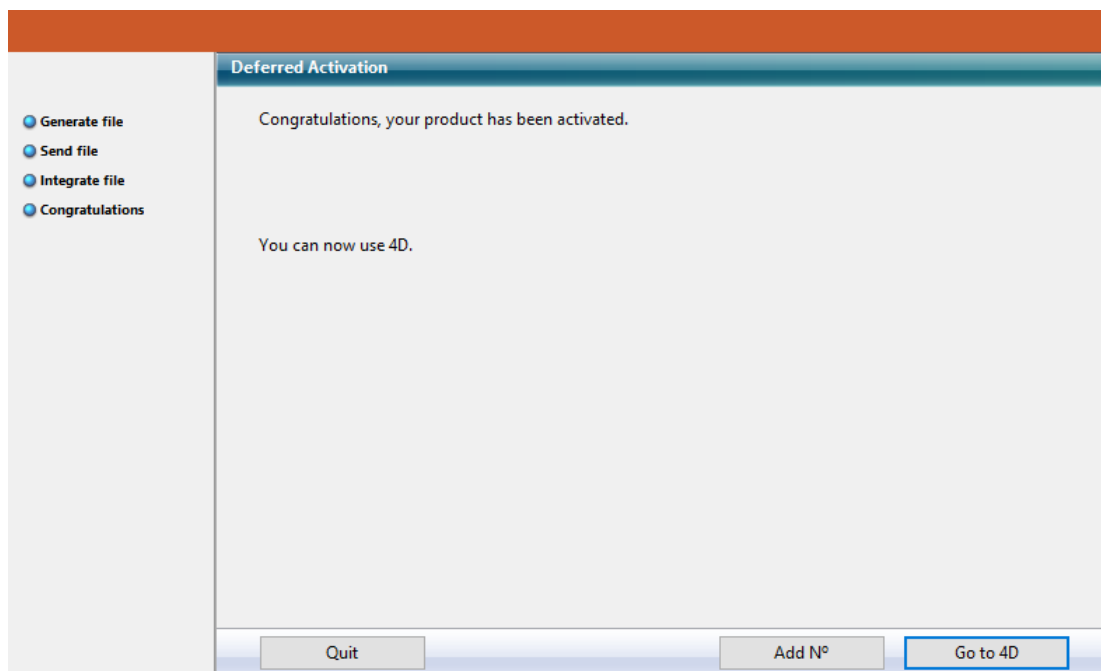 Deferred Activation
Generate file
Send file
Integrate file
Congratulations
Congratulations, your product has been activated.
You can now use 4D.
Quit
Add Nº
Go to 4D